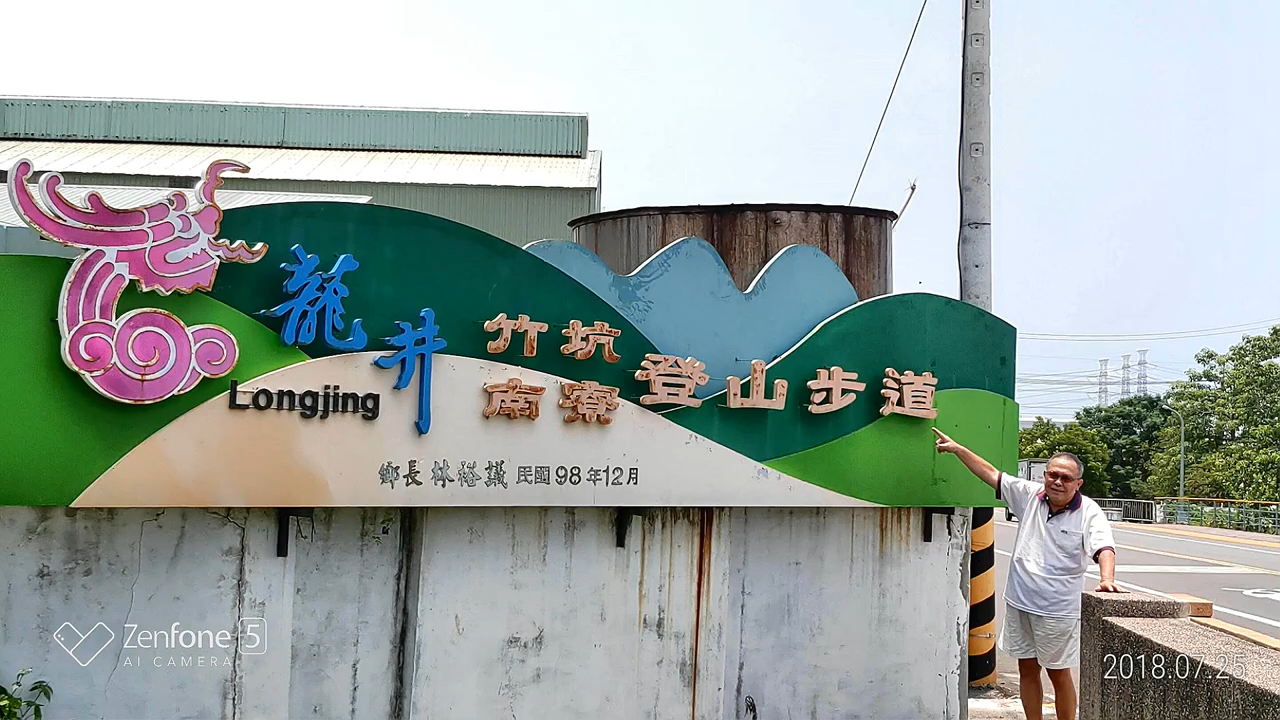 龍井
Longjing
竹坑
南寮
登山步道
鄉長 林裕議 民國98年12月
Zenfone 5
AI CAMERA
2018.07.25